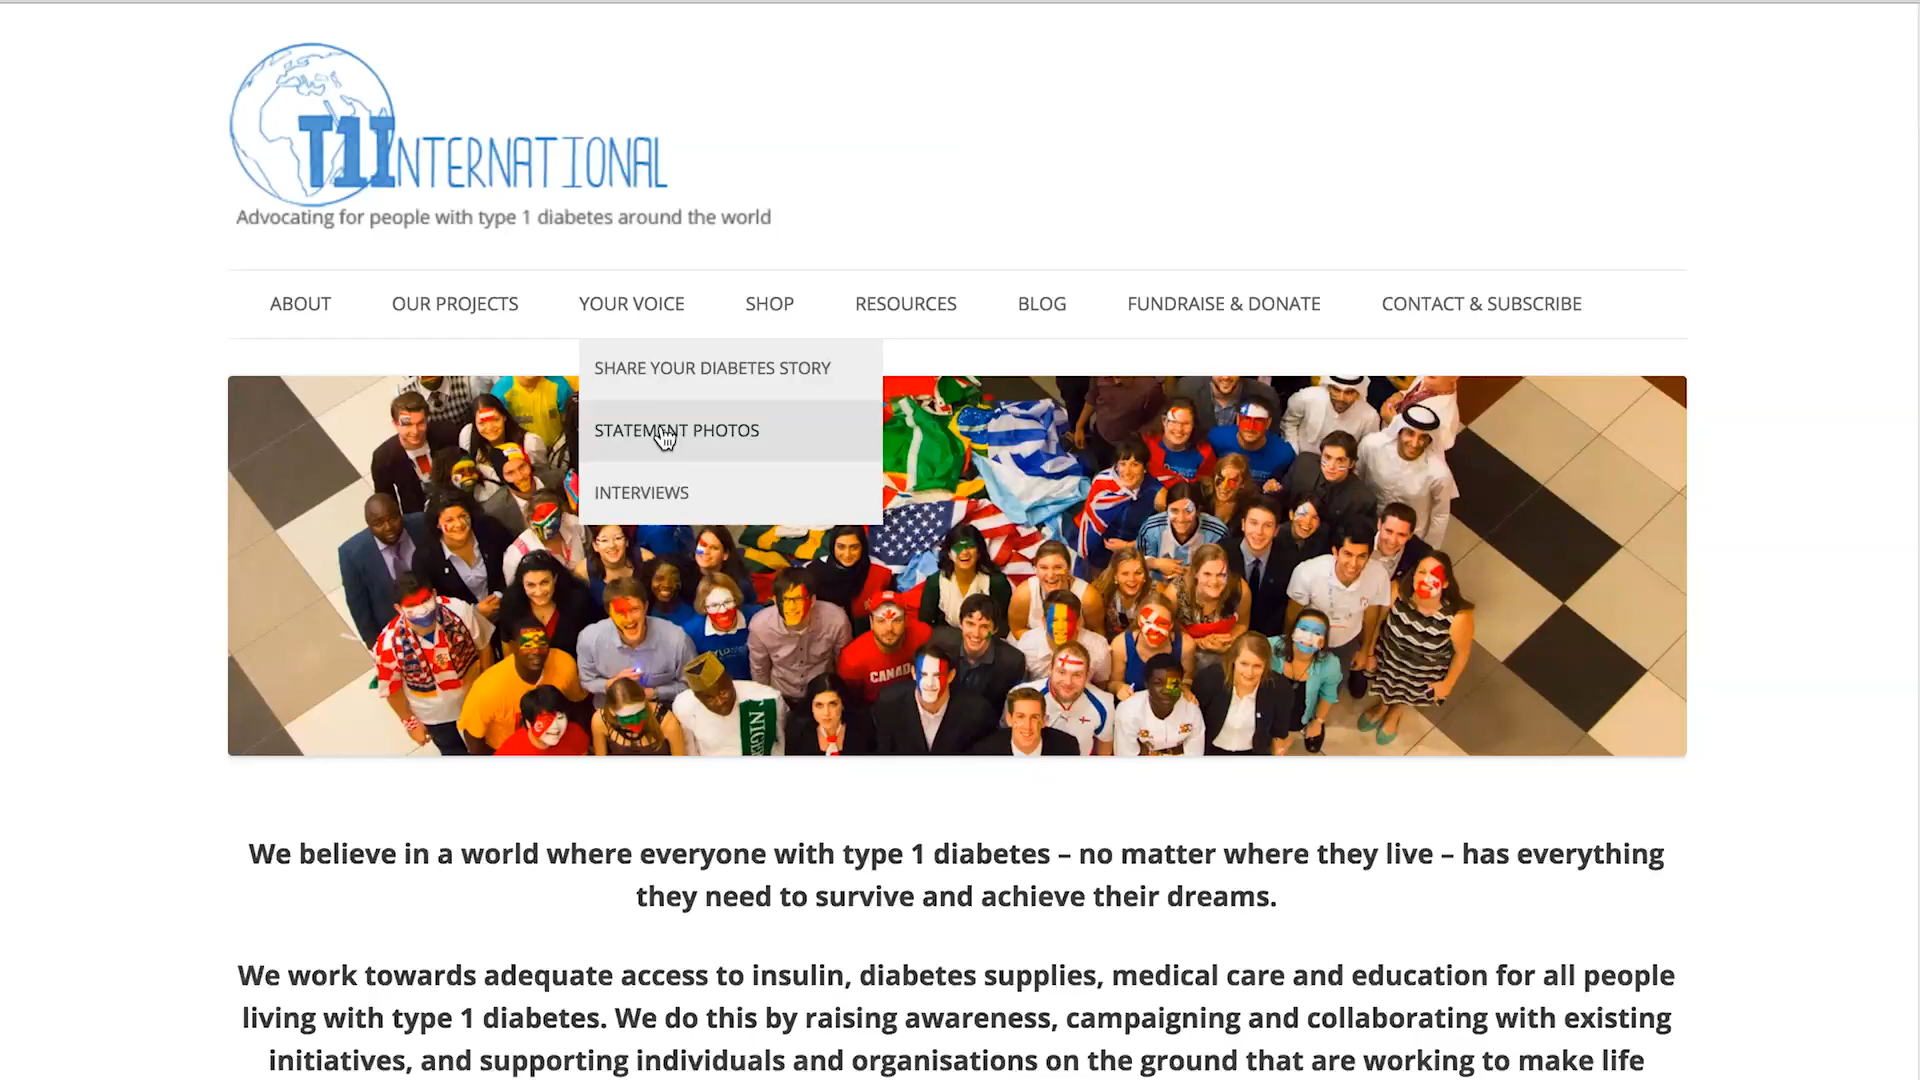 T1INTERNATIONAL
Advocating for people with type 1 diabetes around the world
ABOUT OUR PROJECTS YOUR VOICE SHOP RESOURCES BLOG FUNDRAISE & DONATE CONTACT & SUBSCRIBE
SHARE YOUR DIABETES STORY
STATEMENT PHOTOS
INTERVIEWS
CANADA
We believe in a world where everyone with type 1 diabetes – no matter where they live – has everything
they need to survive and achieve their dreams.
We work towards adequate access to insulin, diabetes supplies, medical care and education for all people
living with type 1 diabetes. We do this by raising awareness, campaigning and collaborating with existing
initiatives, and supporting individuals and organisations on the ground that are working to make life